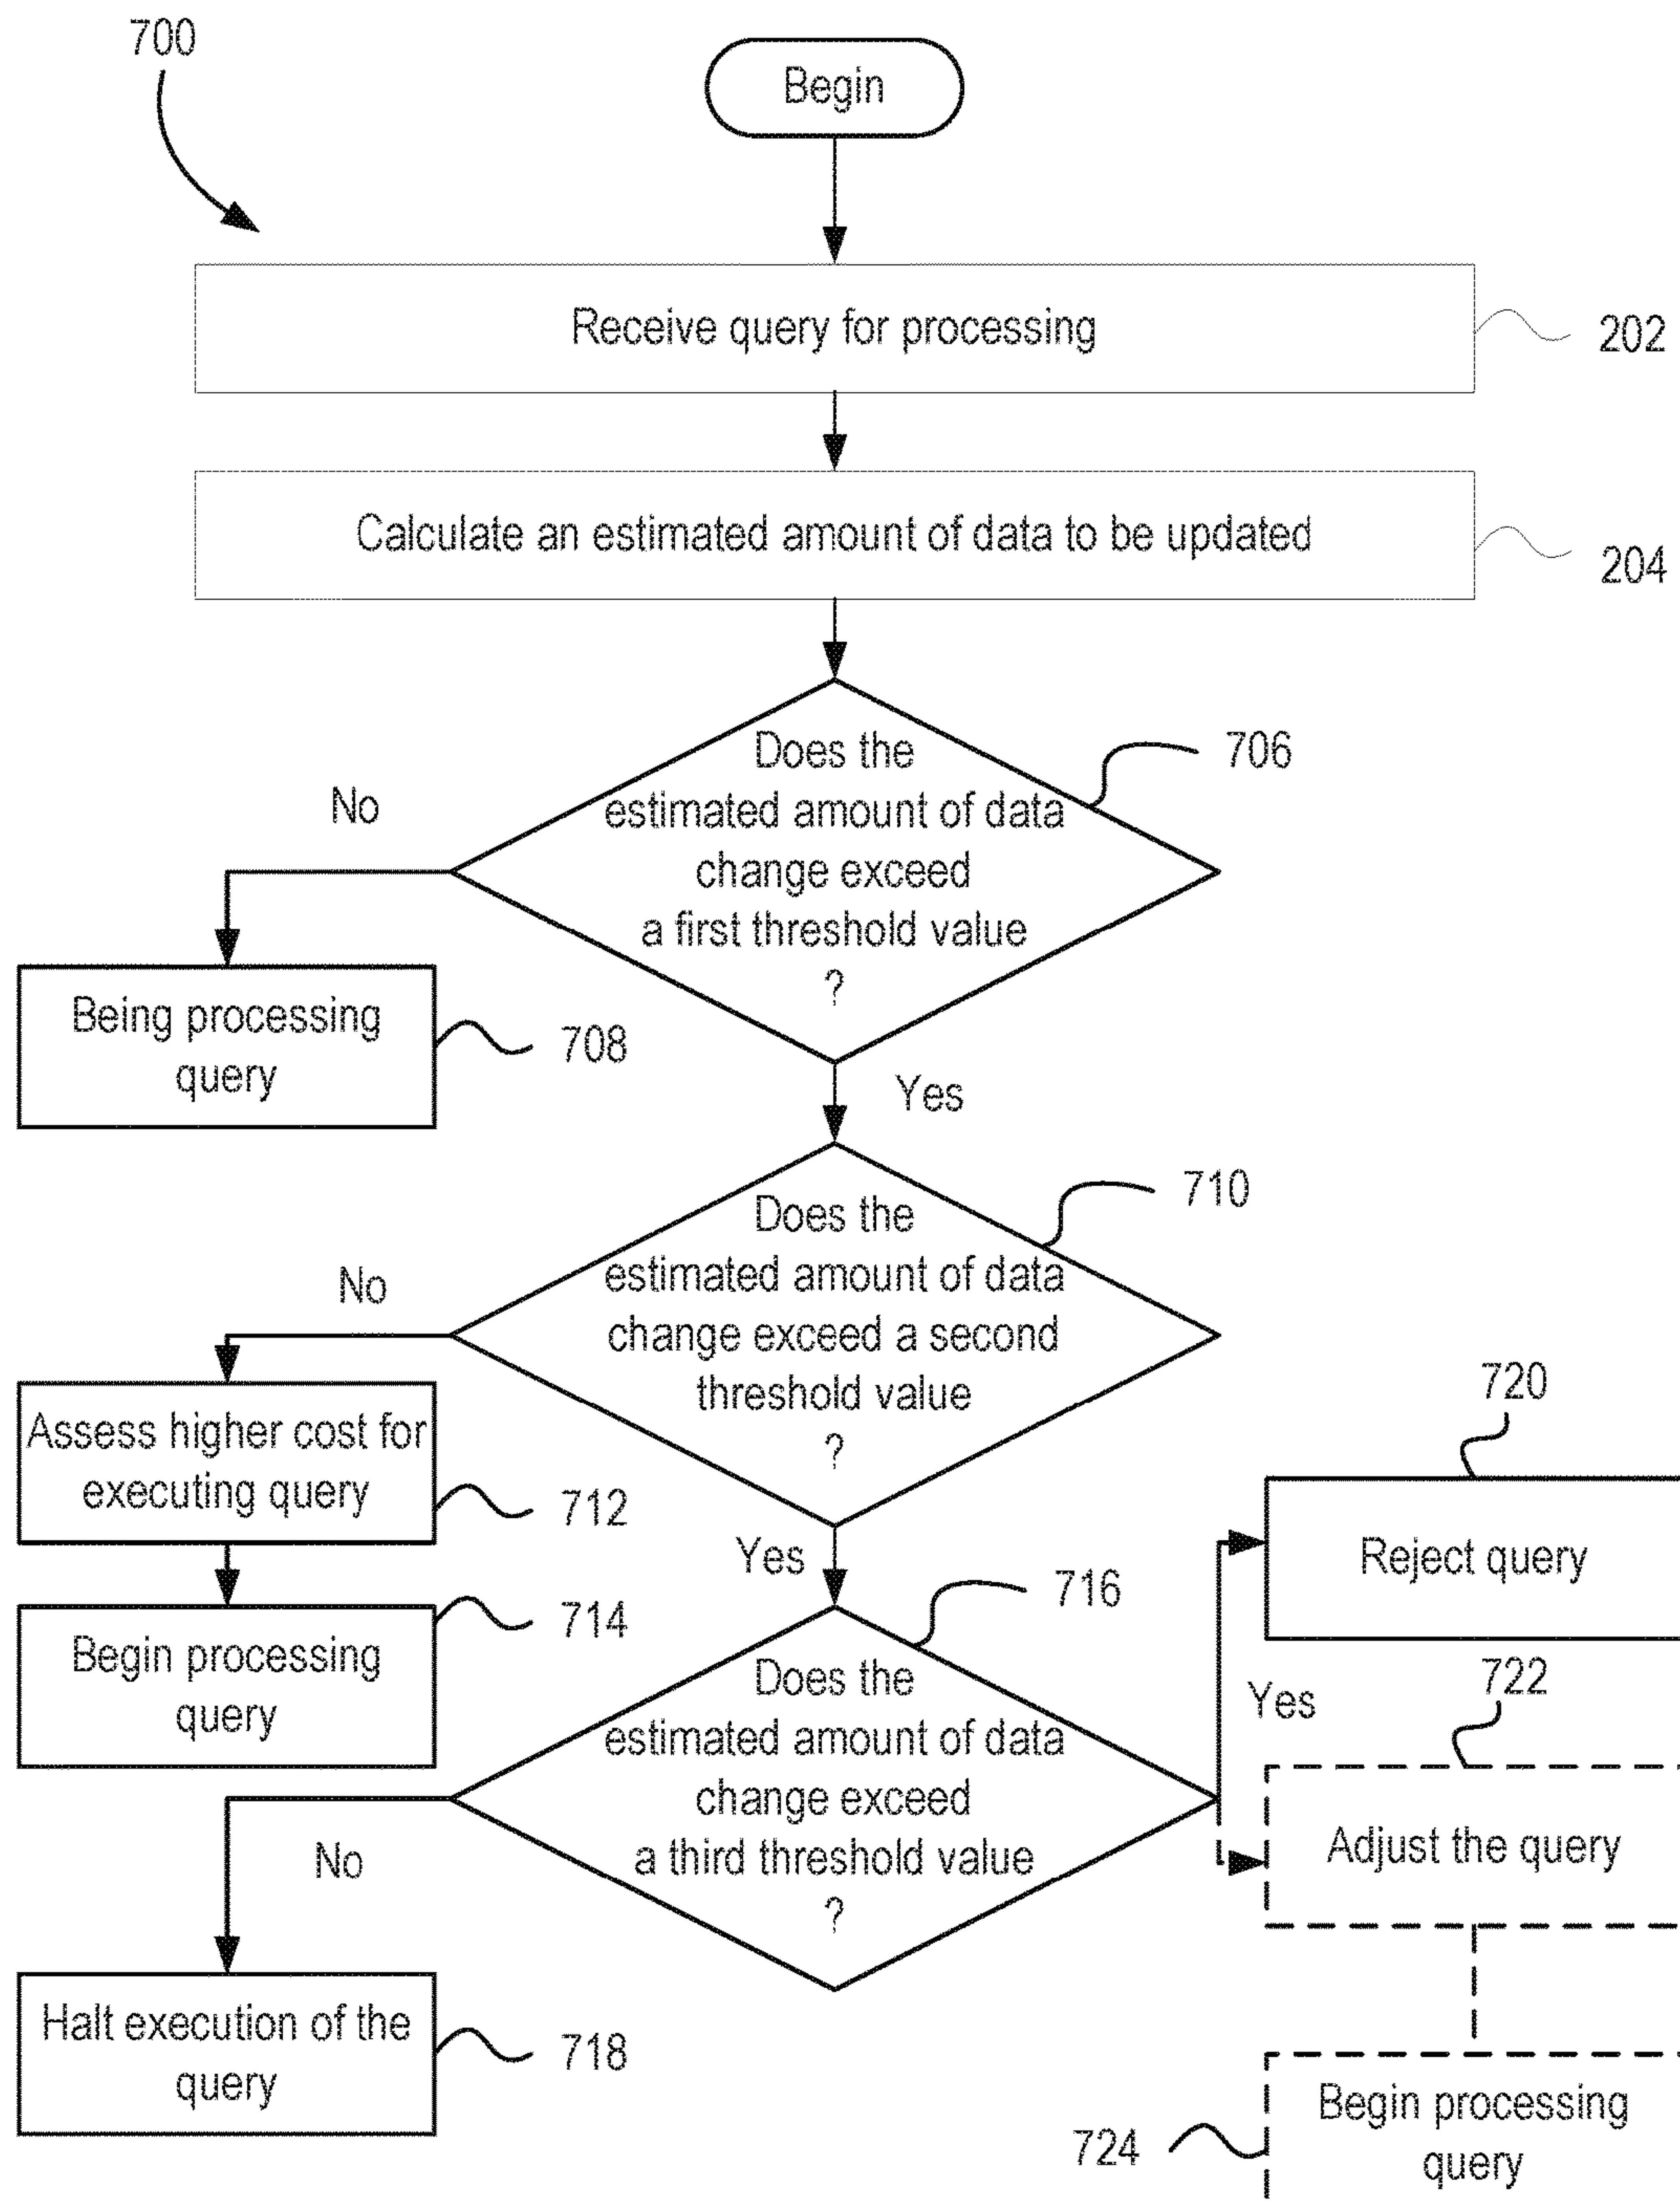 700
Begin
Receive query for processing
202
Calculate an estimated amount of data to be updated
204
Does the
estimated amount of data
change exceed
a first threshold value
?
706
No
Being processing
query
708
Yes
Does the
estimated amount of data
change exceed a second
threshold value
?
710
No
Assess higher cost for
executing query
712
Begin processing
query
714
Yes
Does the
estimated amount of data
change exceed
a third threshold value
?
716
No
Halt execution of the
query
718
Yes
720
Reject query
722
Adjust the query
Begin processing
query
724